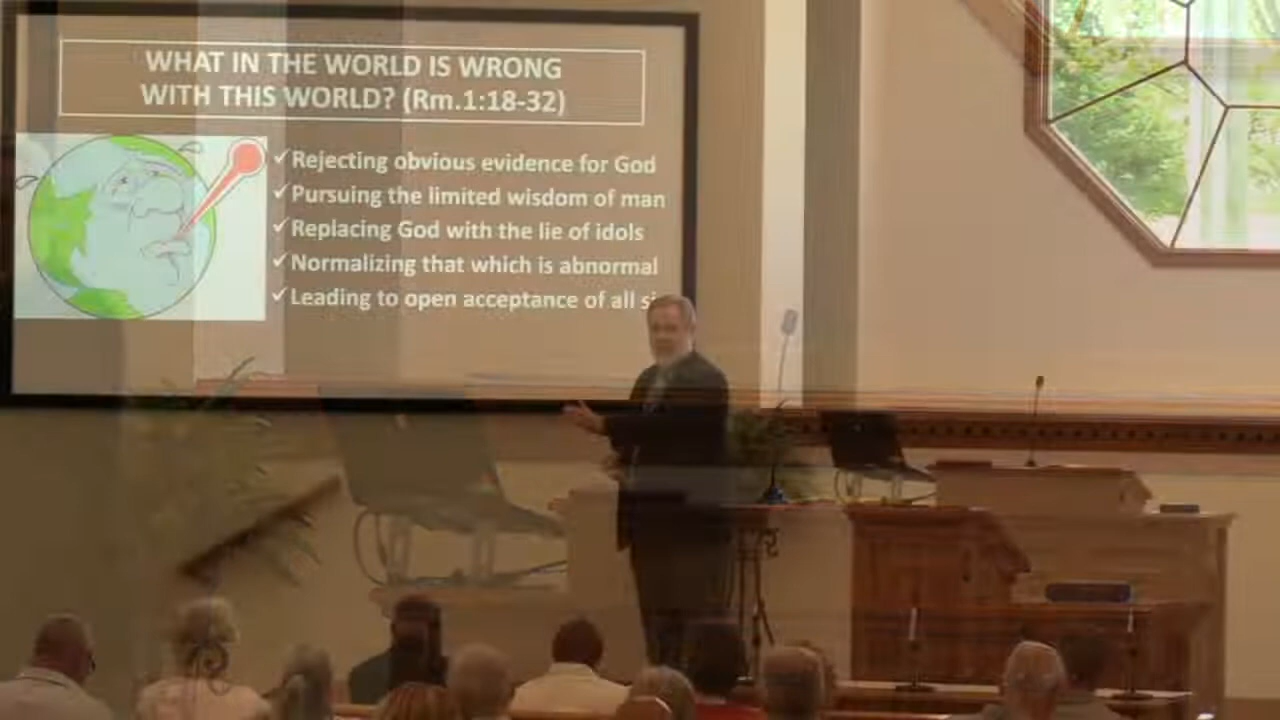 WHAT IN THE WORLD IS WRONG
WITH THIS WORLD? (Rm.1:18-32)
✓Rejecting obvious evidence for God
✓Pursuing the limited wisdom of man
✓Replacing God with the lie of idols
✓Normalizing that which is abnormal
✓Leading to open acceptance of all